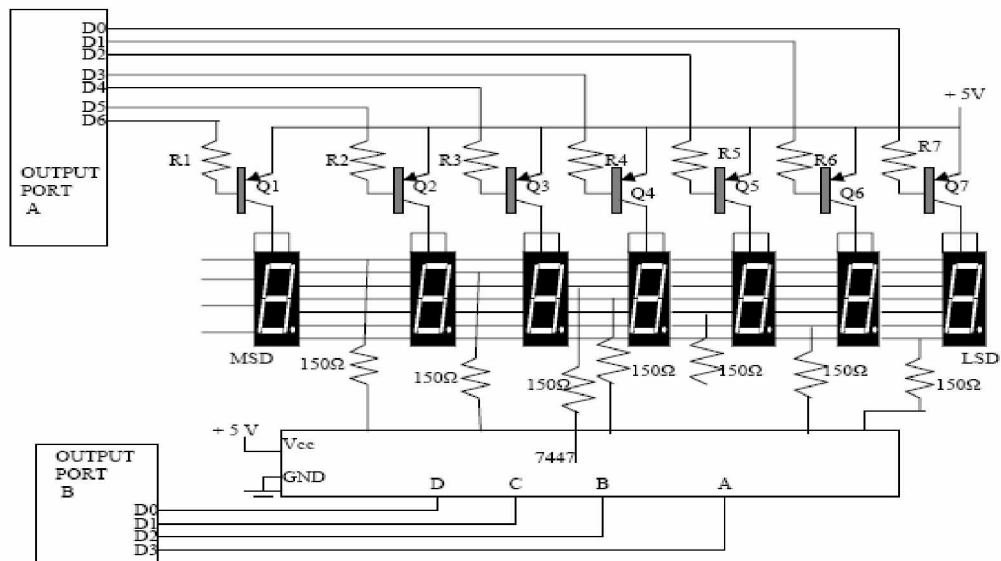 D0
D1
D2
D3
D4
D5
D6
+ 5V
OUTPUT
PORT
A
R1
R2
R3
R4
R5
R6
R7
Q1
Q2
Q3
Q4
Q5
Q6
Q7
MSD
LSD
150Ω
150Ω
150Ω
150Ω
150Ω
150Ω
150Ω
+ 5 V
Vcc
GND
7447
D
C
B
A
OUTPUT
PORT
B
D0
D1
D2
D3